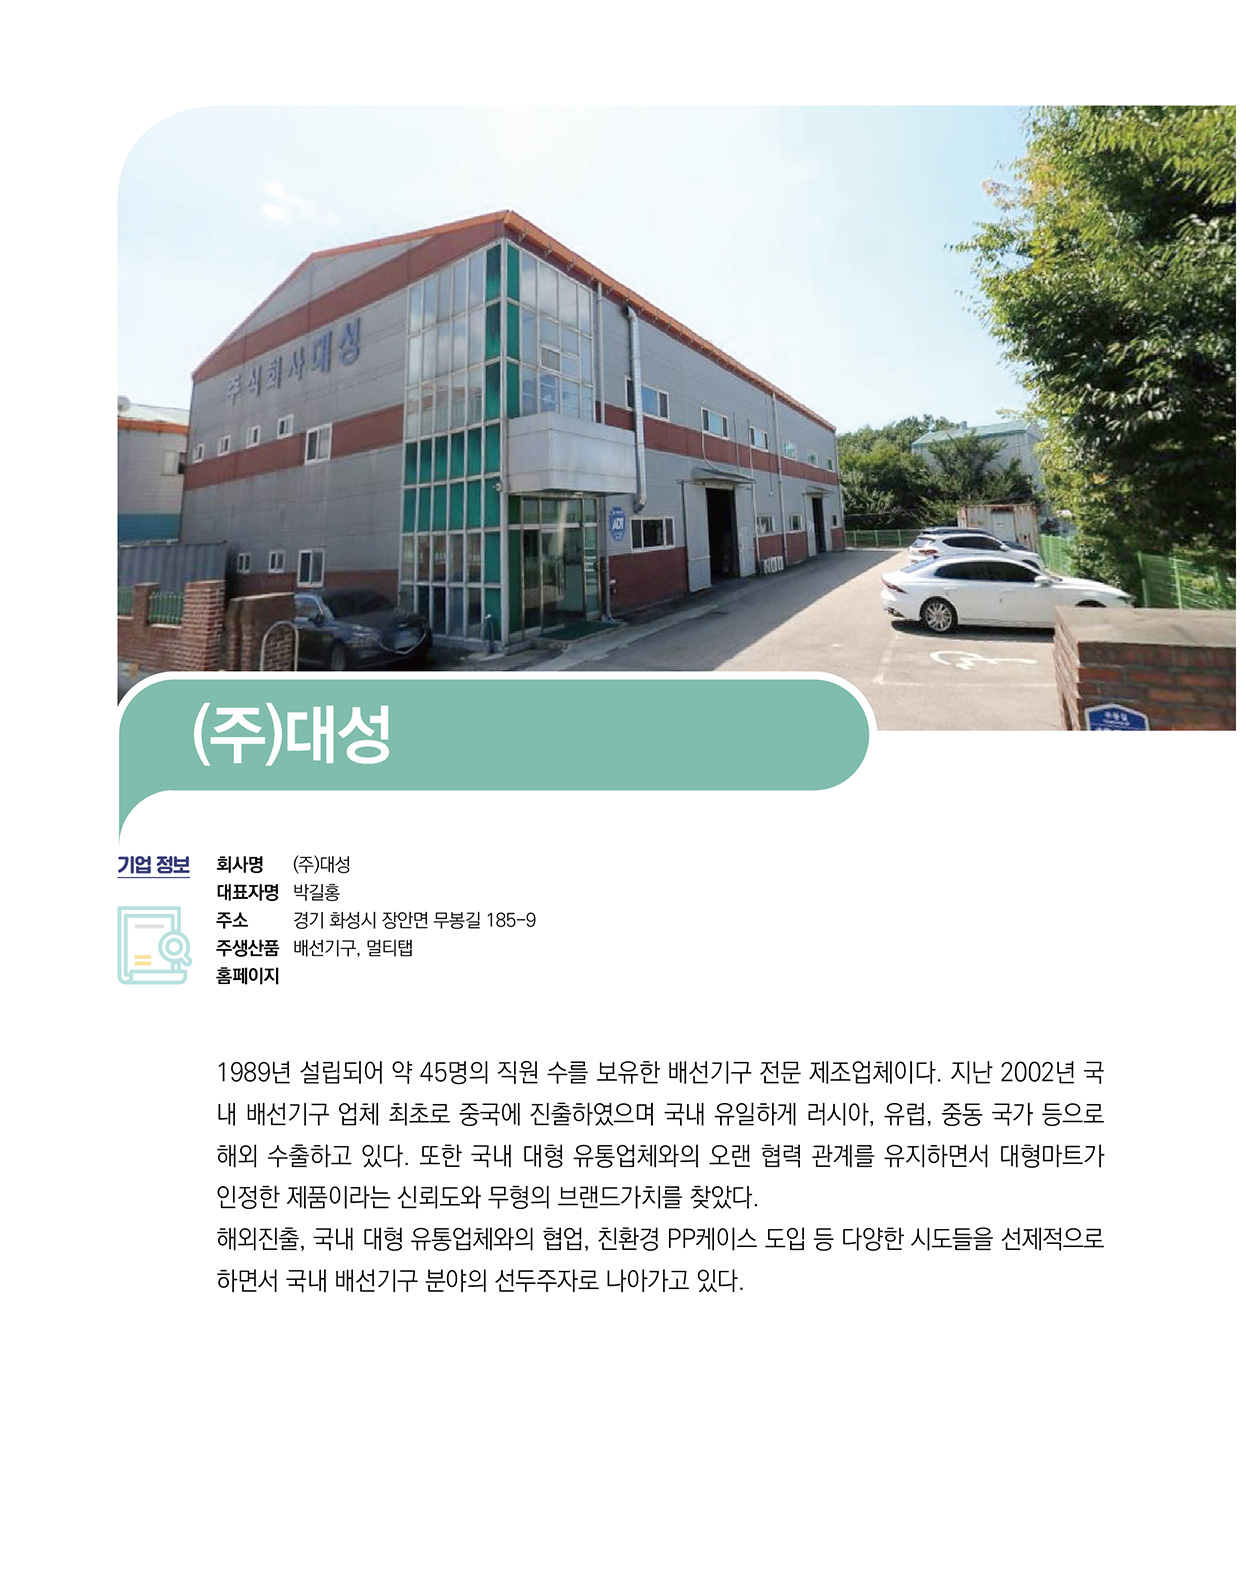 주식회사대성
ADT
(주)대성
기업 정보
회사명 (주)대성
대표자명 박길홍
주소 경기 화성시 장안면 무봉길 185-9
주생산품 배선기구, 멀티탭
홈페이지
1989년 설립되어 약 45명의 직원 수를 보유한 배선기구 전문 제조업체이다. 지난 2002년 국
내 배선기구 업체 최초로 중국에 진출하였으며 국내 유일하게 러시아, 유럽, 중동 국가 등으로
해외 수출하고 있다. 또한 국내 대형 유통업체와의 오랜 협력 관계를 유지하면서 대형마트가
인정한 제품이라는 신뢰도와 무형의 브랜드가치를 찾았다.
해외진출, 국내 대형 유통업체와의 협업, 친환경 PP케이스 도입 등 다양한 시도들을 선제적으로
하면서 국내 배선기구 분야의 선두주자로 나아가고 있다.